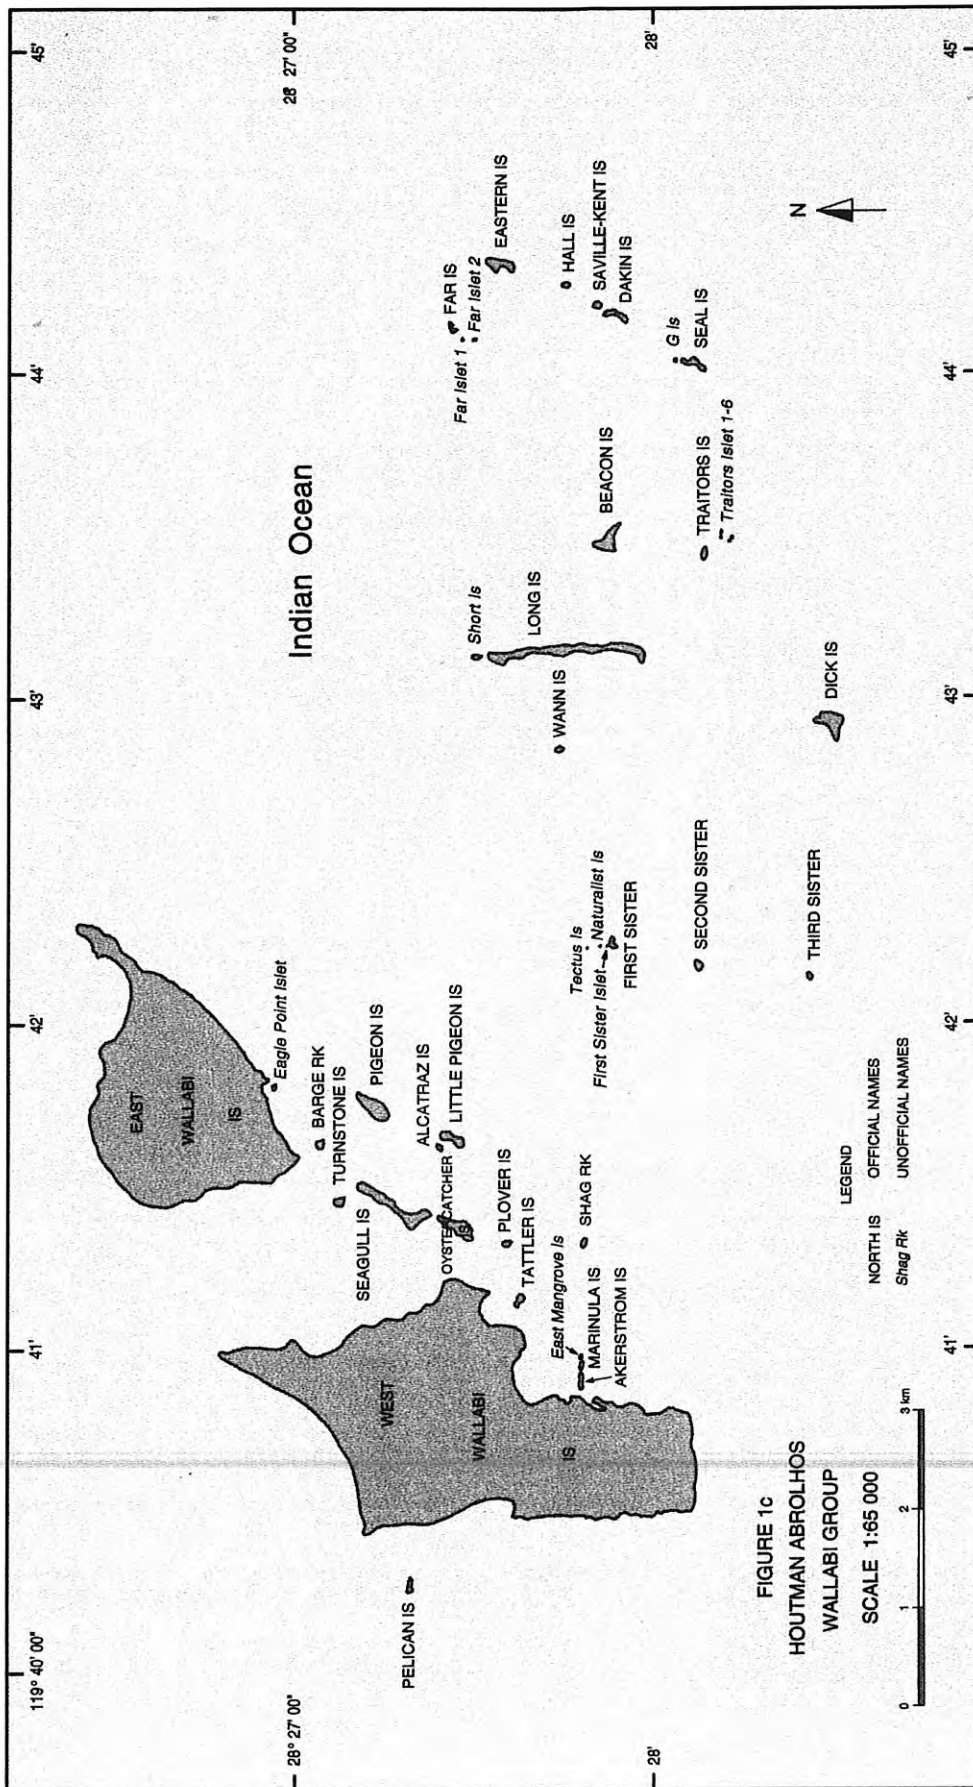 119° 40' 00"
41'
42'
43'
44'
45'
28° 27' 00"
28 27' 00"
EAST
WALLABI
IS
Eagle Point Islet
Indian Ocean
BARGE RK
TURNSTONE IS
PIGEON IS
SEAGULL IS
WEST
WALLABI
IS
PELICAN IS
ALCATRAZ IS
LITTLE PIGEON IS
OYSTERCATCHER
IS
PLOVER IS
TATTLER IS
East Mangrove Is
SHAG RK
MARINULA IS
AKERSTROM IS
Short Is
LONG IS
WANN IS
Far Islet 1
FAR IS
Far Islet 2
EASTERN IS
HALL IS
SAVILLE-KENT IS
DAKIN IS
BEACON IS
Tectus Is
First Sister Islet
Naturalist Is
FIRST SISTER
28'
28'
G Is
SEAL IS
TRAITORS IS
Traitors Islet 1-6
SECOND SISTER
THIRD SISTER
DICK IS
N
FIGURE 1c
HOUTMAN ABROLHOS
WALLABI GROUP
SCALE 1:65 000
0
1
2
3 km
LEGEND
NORTH IS OFFICIAL NAMES
Shag Rk UNOFFICIAL NAMES
41'
42'
43'
44'
45'